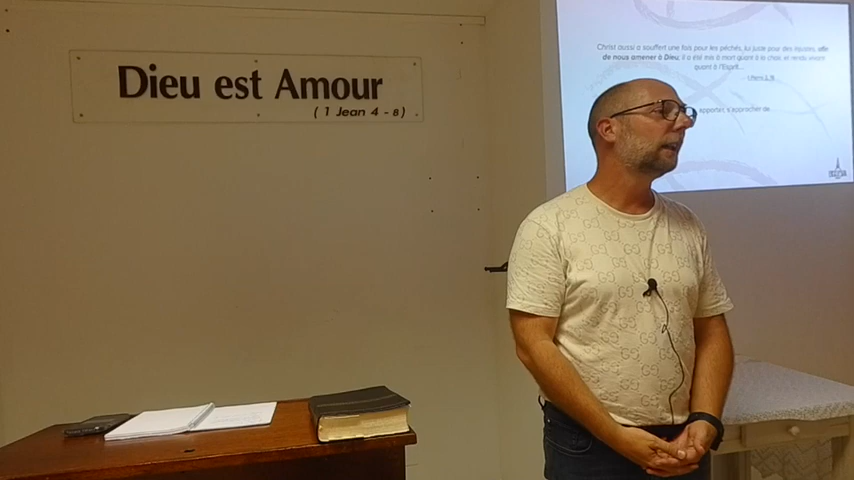 Dieu est Amour
( 1 Jean 4 - 8 )
Christ aussi a souffert une fois pour les péchés, lui juste pour des injustes, afin
de nous amener à Dieu; il a été mis à mort quant à la chair, et rendu vivant
quant à l'Esprit...
apporter, s'approcher de